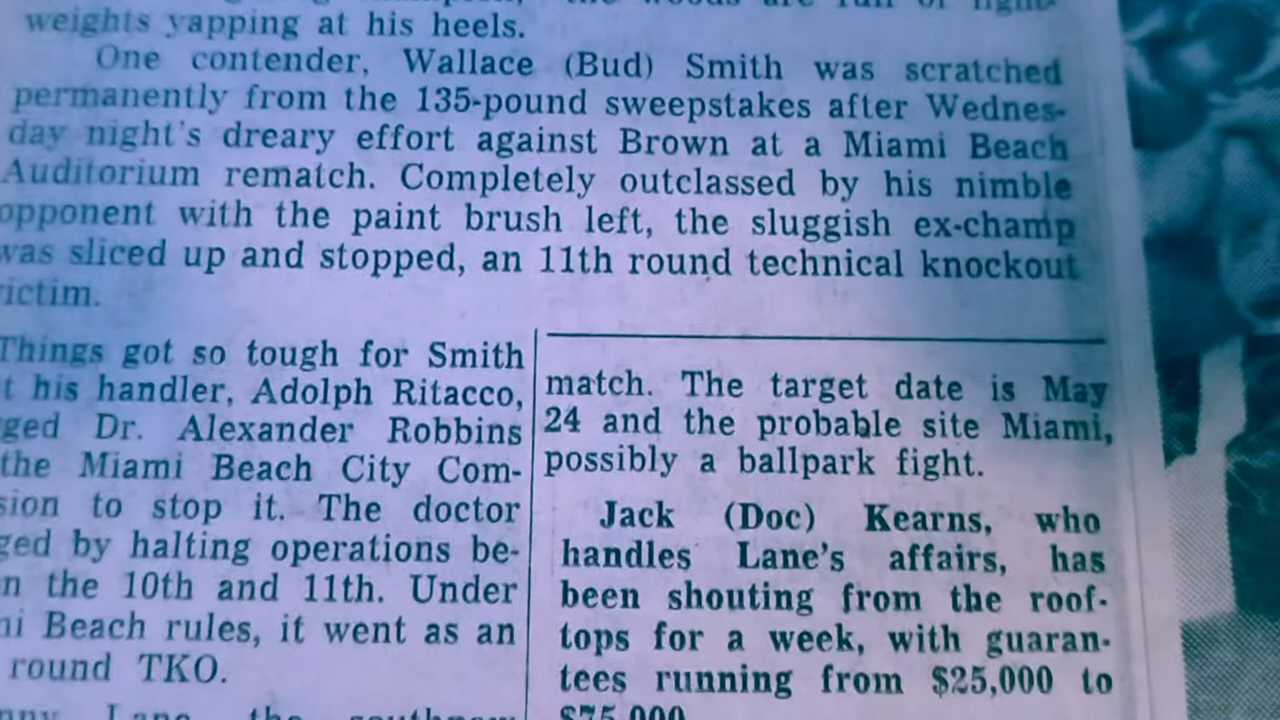 weights yapping at his heels.
One contender, Wallace (Bud) Smith was scratched
permanently from the 135-pound sweepstakes after Wednes-
day night's dreary effort against Brown at a Miami Beach
Auditorium rematch. Completely outclassed by his nimble
opponent with the paint brush left, the sluggish ex-champ
was sliced up and stopped, an 11th round technical knockout
victim.
Things got so tough for Smith
his handler, Adolph Ritacco,
Dr. Alexander Robbins
the Miami Beach City Com-
sion to stop it. The doctor
ged by halting operations be-
n the 10th and 11th. Under
Beach rules, it went as an
round TKO.
Lane the
match. The target date is May
24 and the probable site Miami,
possibly a ballpark fight.
Jack (Doc) Kearns, who
handles Lane's affairs, has
been shouting from the roof-
tops for a week, with guaran-
tees running from $25,000 to
$75,000